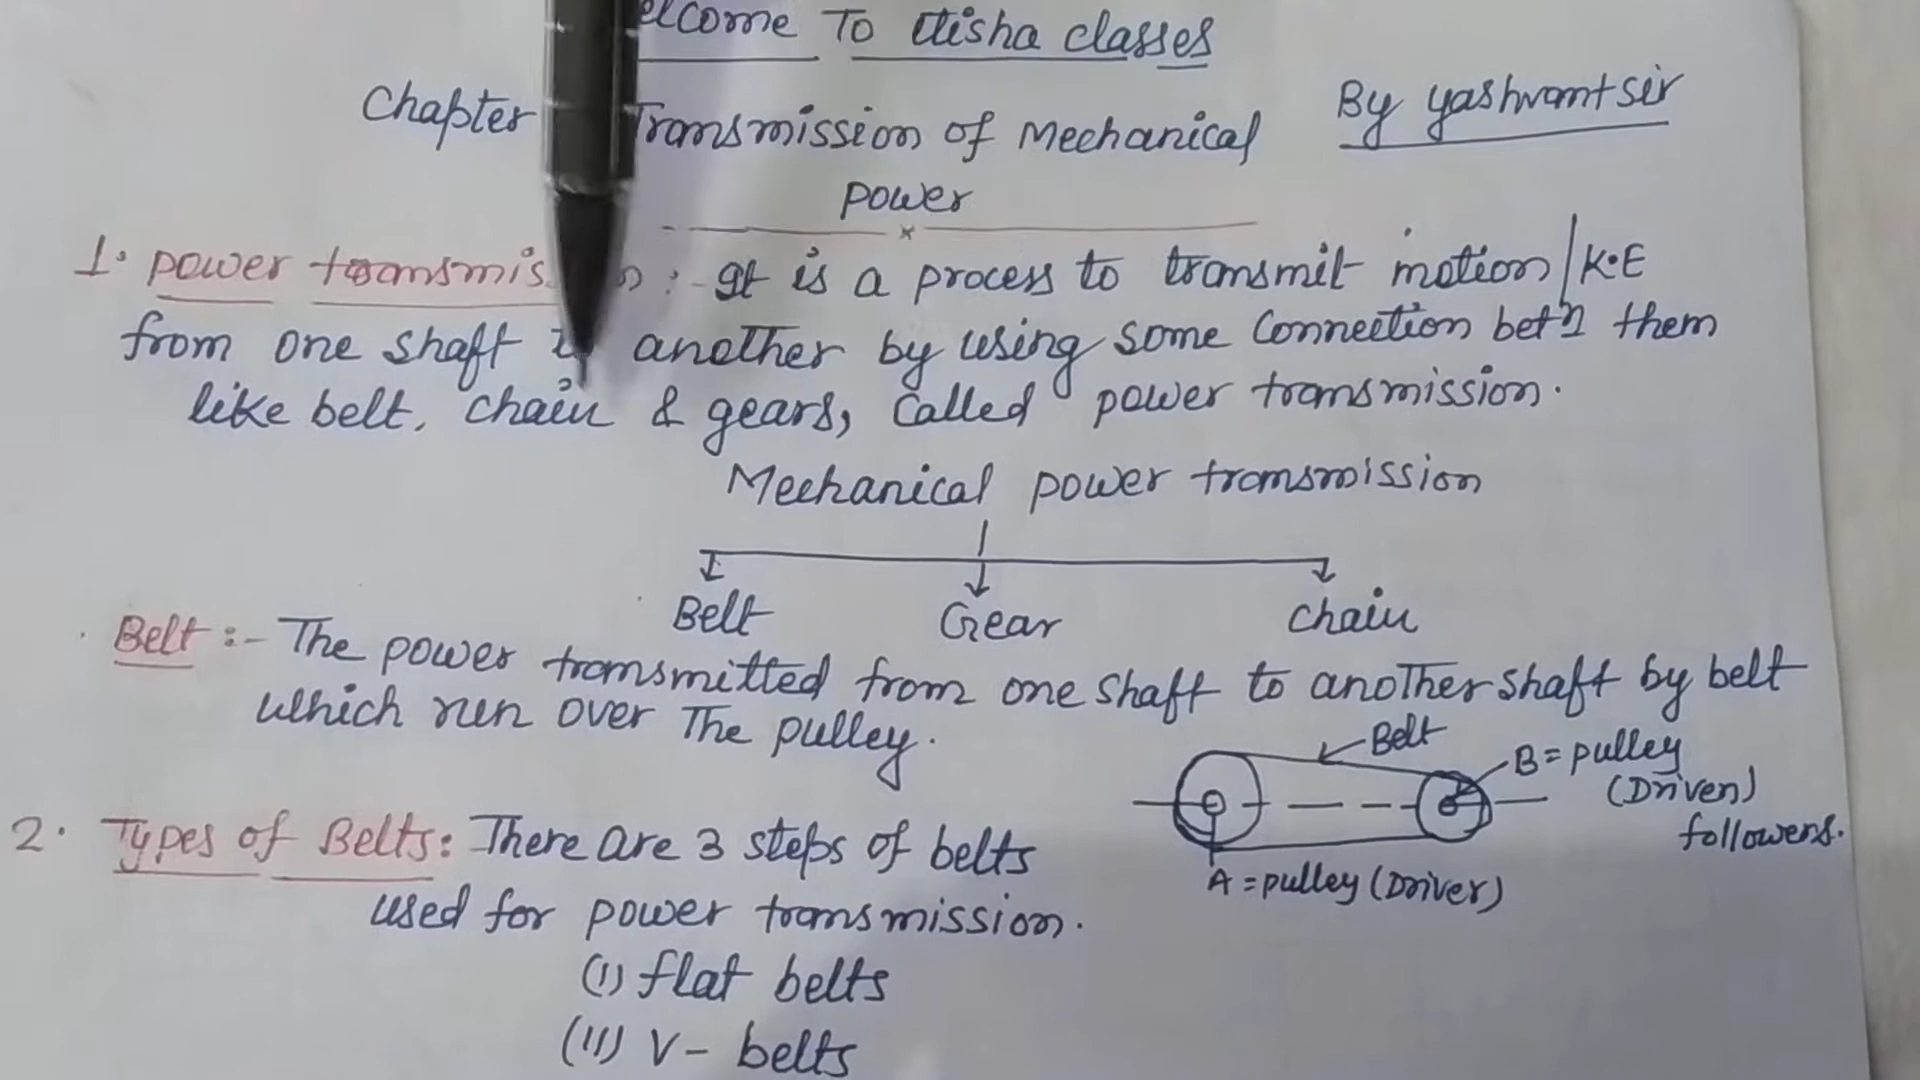 elcome To Etisha classes
Chapter Transmission of Mechanical
By yashwant sir
power
1. power transmis n :- It is a process to transmit motion/K.E
from one shaft to another by using some Connection betn them
like belt, chain & gears, Called power transmission.
Mechanical power transmission
Belt Gear chain
Belt :- The power transmitted from one shaft to another shaft by belt
which run over The pulley.
Belt
B = pulley
(Driven)
followers.
A = pulley (Driver)
2. Types of Belts: There are 3 steps of belts
used for power transmission.
(I) flat belts
(II) V- belts